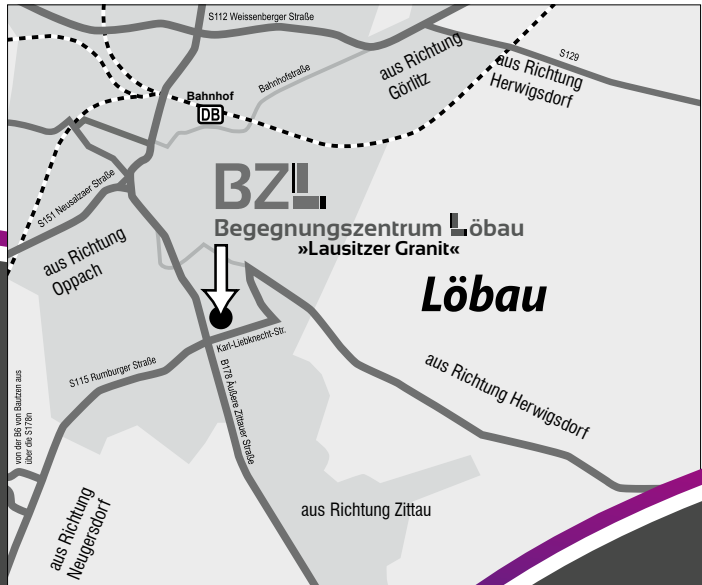 S112 Weissenberger Straße
S129
aus Richtung
Görlitz
aus Richtung
Herwigsdorf
Bahnhofstraße
Bahnhof
DB
BZL
Begegnungszentrum Löbau
»Lausitzer Granit«
S151 Neusalzaer Straße
aus Richtung
Oppach
Löbau
Karl-Liebknecht-Str.
S115 Rumburger Straße
B178 Äußere Zittauer Straße
aus Richtung Herwigsdorf
von der B6 von Bautzen aus
über die S178n
aus Richtung
Neugersdorf
aus Richtung Zittau